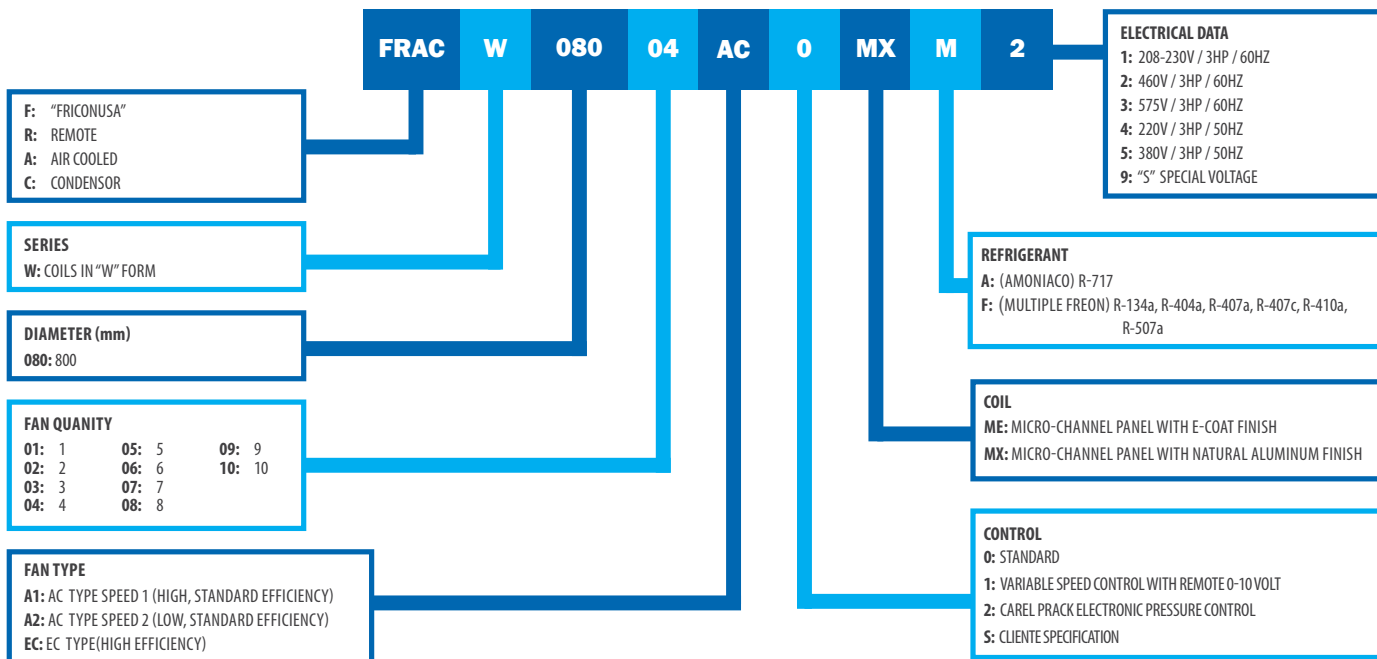 FRAC W 080 04 AC 0 MX M 2
F: "FRICONUSA"
R: REMOTE
A: AIR COOLED
C: CONDENSOR
SERIES
W: COILS IN "W" FORM
DIAMETER (mm)
080: 800
FAN QUANITY
01: 1 05: 5 09: 9
02: 2 06: 6 10: 10
03: 3 07: 7
04: 4 08: 8
FAN TYPE
A1: AC TYPE SPEED 1 (HIGH, STANDARD EFFICIENCY)
A2: AC TYPE SPEED 2 (LOW, STANDARD EFFICIENCY)
EC: EC TYPE(HIGH EFFICIENCY)
ELECTRICAL DATA
1: 208-230V / 3HP / 60HZ
2: 460V / 3HP / 60HZ
3: 575V / 3HP / 60HZ
4: 220V / 3HP / 50HZ
5: 380V / 3HP / 50HZ
9: "S" SPECIAL VOLTAGE
REFRIGERANT
A: (AMONIACO) R-717
F: (MULTIPLE FREON) R-134a, R-404a, R-407a, R-407c, R-410a,
R-507a
COIL
ME: MICRO-CHANNEL PANEL WITH E-COAT FINISH
MX: MICRO-CHANNEL PANEL WITH NATURAL ALUMINUM FINISH
CONTROL
0: STANDARD
1: VARIABLE SPEED CONTROL WITH REMOTE 0-10 VOLT
2: CAREL PRACK ELECTRONIC PRESSURE CONTROL
S: CLIENTE SPECIFICATION